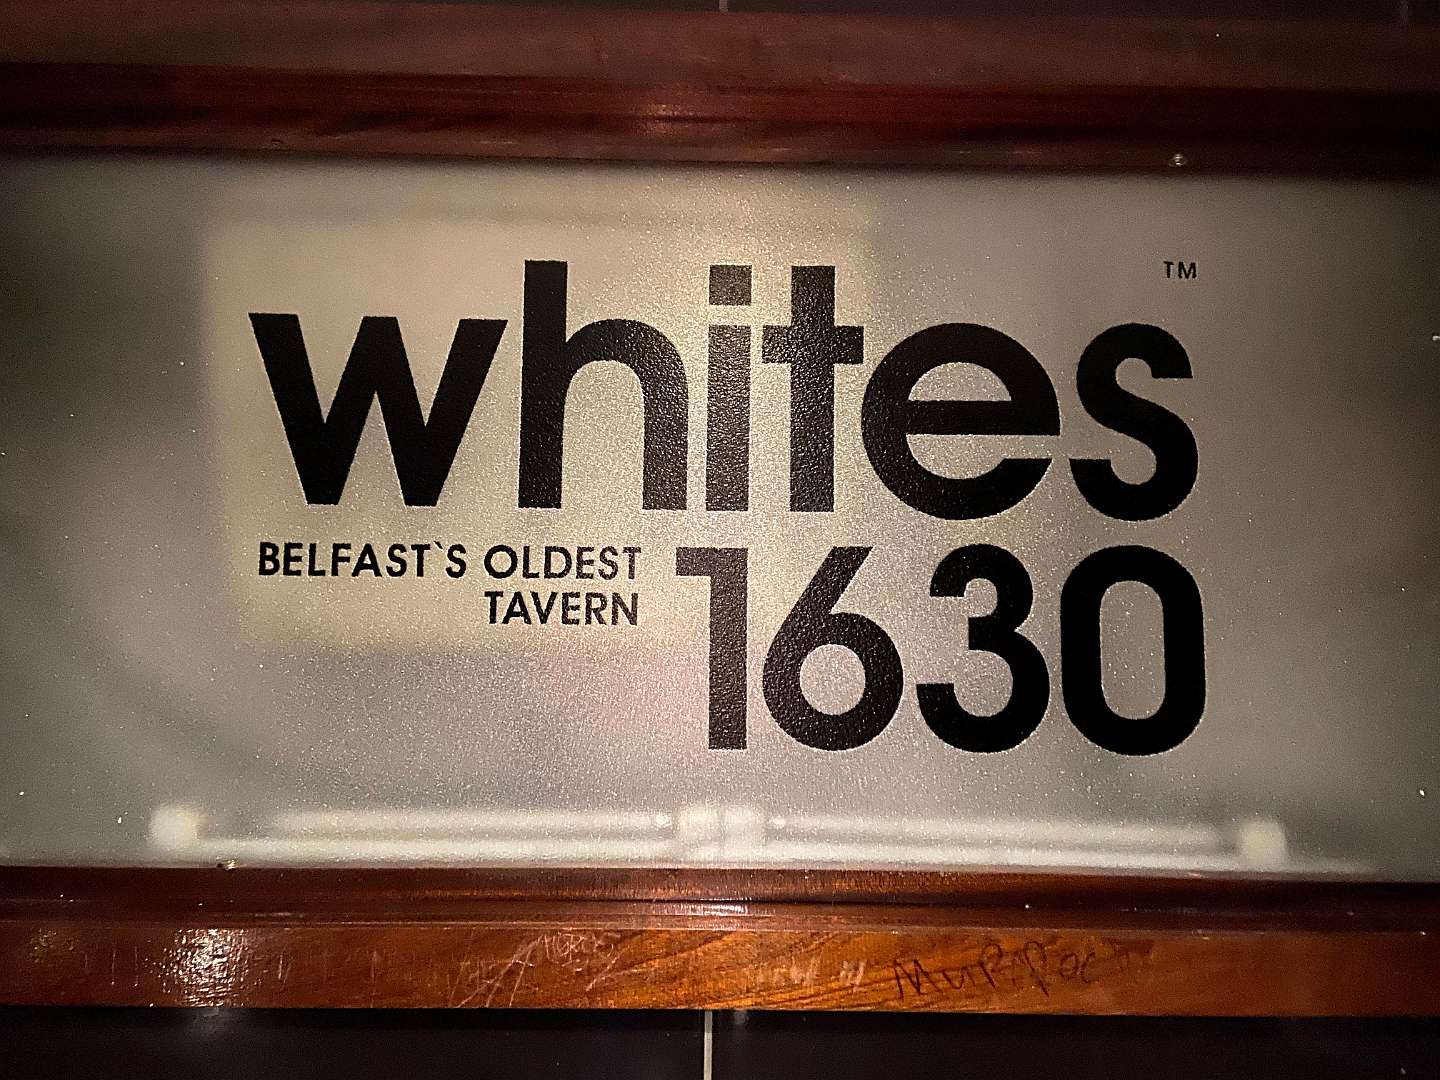 whites™
BELFAST`S OLDEST
TAVERN
1630